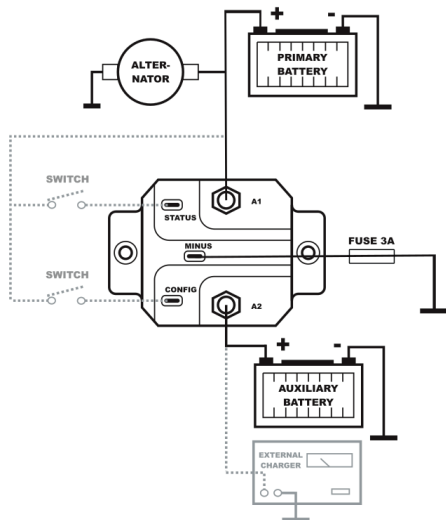 + -
ALTER-
NATOR
PRIMARY
BATTERY
SWITCH
STATUS
A1
MINUS
FUSE 3A
SWITCH
CONFIG
A2
+ -
AUXILIARY
BATTERY
EXTERNAL
CHARGER